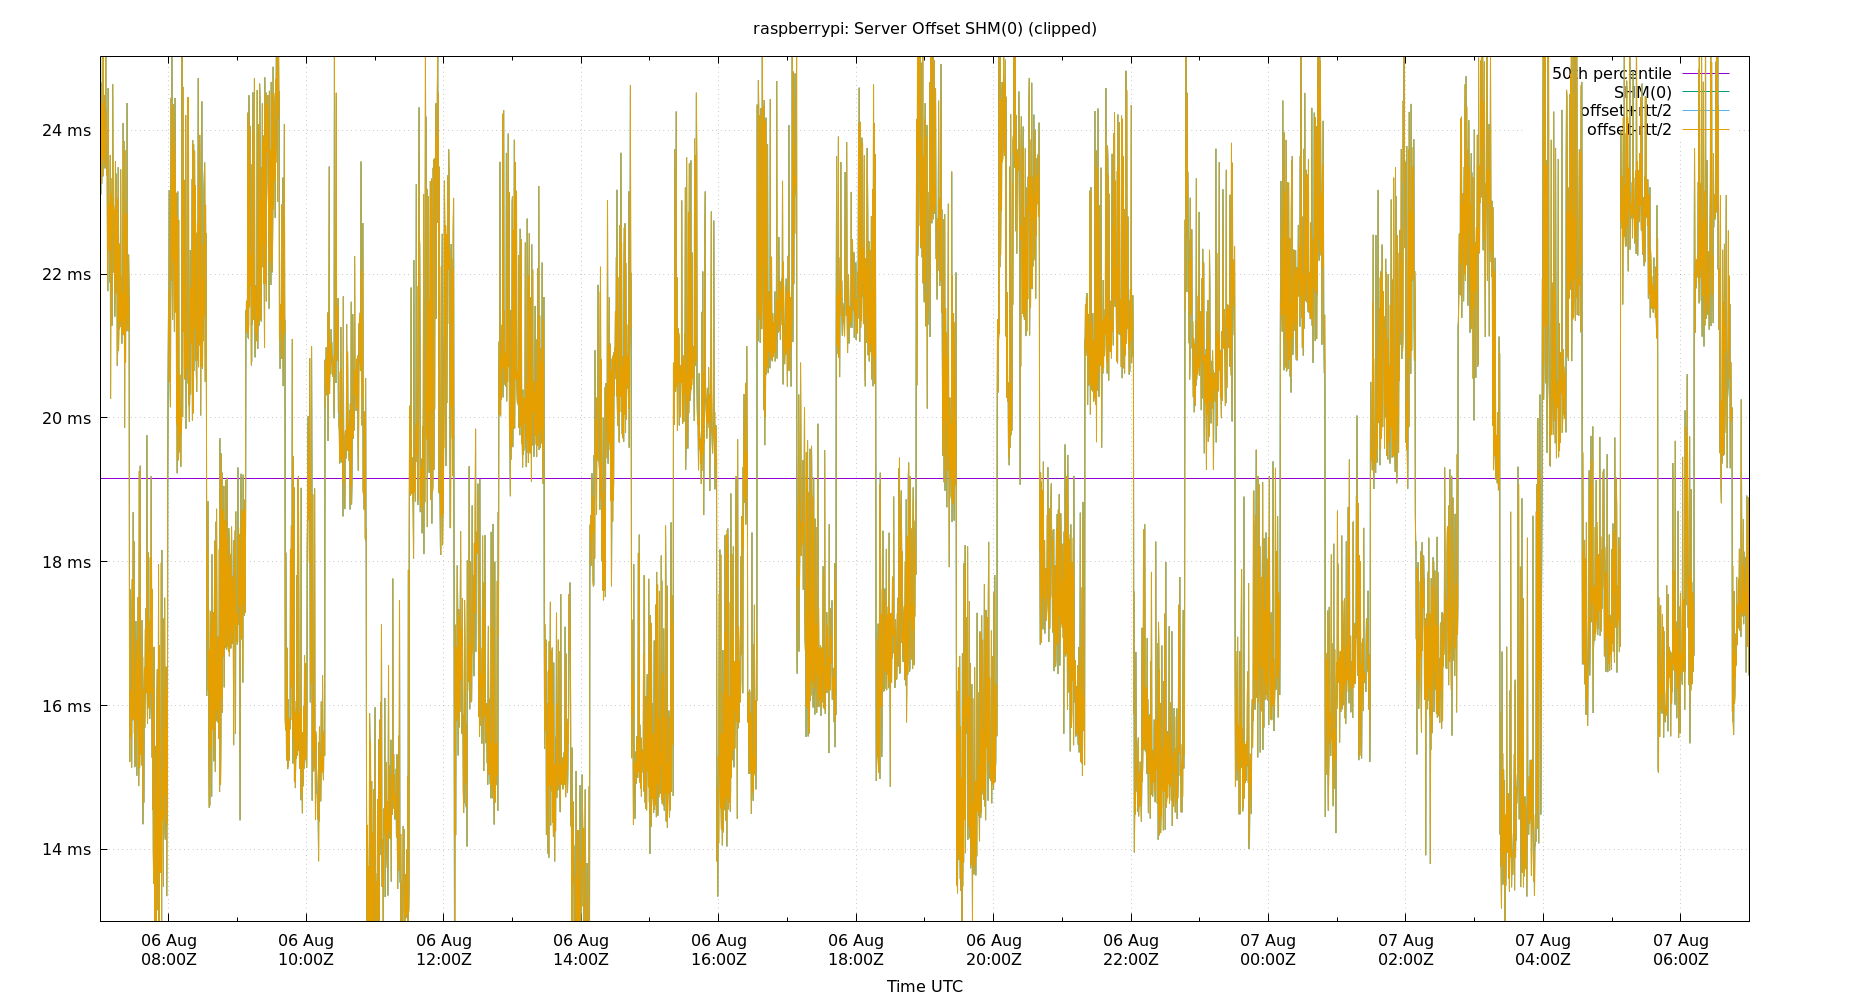 raspberrypi: Server Offset SHM(0) (clipped)
50th percentile
SHM(0)
offset+rtt/2
offset-rtt/2
24 ms
22 ms
20 ms
18 ms
16 ms
14 ms
06 Aug 06 Aug 06 Aug 06 Aug 06 Aug 06 Aug 06 Aug 06 Aug 07 Aug 07 Aug 07 Aug 07 Aug
08:00Z 10:00Z 12:00Z 14:00Z 16:00Z 18:00Z 20:00Z 22:00Z 00:00Z 02:00Z 04:00Z 06:00Z
Time UTC